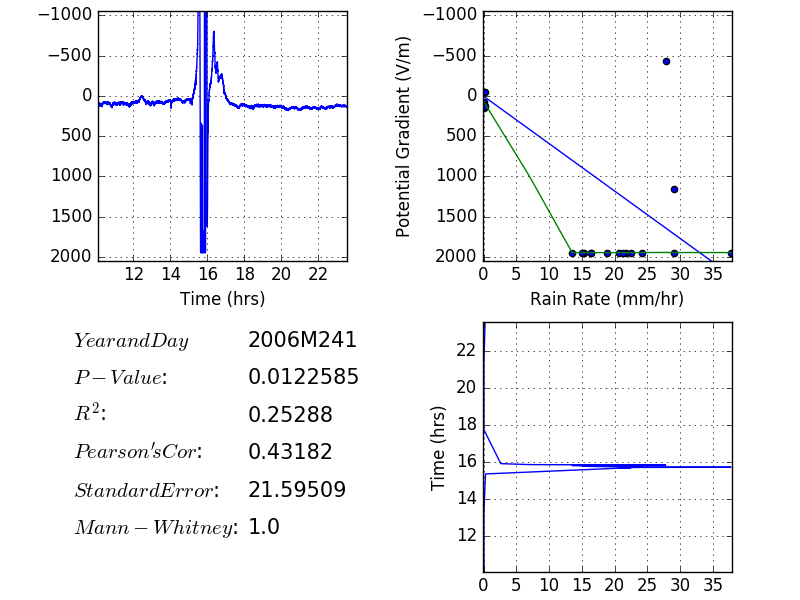 −1000
−500
0
500
1000
1500
2000
12 14 16 18 20 22
Time (hrs)
Potential Gradient (V/m)
−1000
−500
0
500
1000
1500
2000
0 5 10 15 20 25 30 35
Rain Rate (mm/hr)
YearandDay 2006M241
P−Value: 0.0122585
R²: 0.25288
Pearson'sCor: 0.43182
StandardError: 21.59509
Mann−Whitney: 1.0
Time (hrs)
22
20
18
16
14
12
0 5 10 15 20 25 30 35